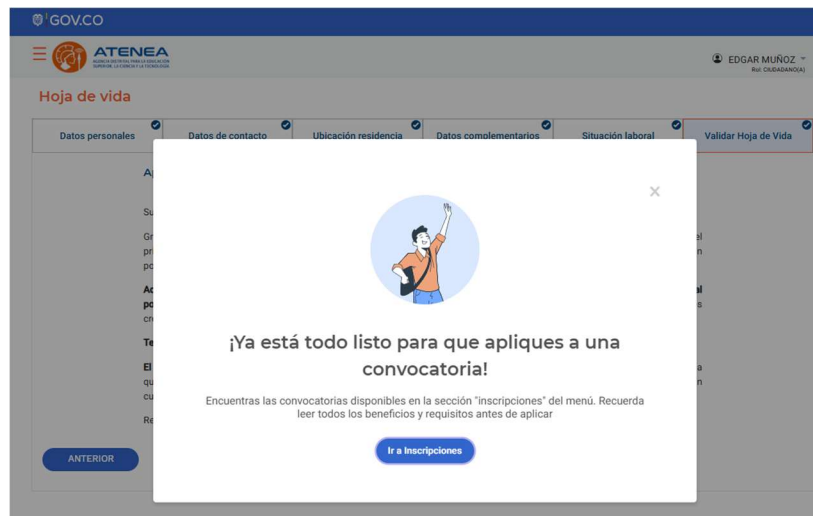 GOV.CO
ATENEA
AGENCIA DISTRITAL PARA LA EDUCACIÓN
SUPERIOR, LA CIENCIA Y LA TECNOLOGÍA
EDGAR MUÑOZ
Rol: CIUDADANO(A)
Hoja de vida
Datos personales
Datos de contacto
Ubicación residencia
Datos complementarios
Situación laboral
Validar Hoja de Vida
×
¡Ya está todo listo para que apliques a una
convocatoria!
Encuentras las convocatorias disponibles en la sección "inscripciones" del menú. Recuerda
leer todos los beneficios y requisitos antes de aplicar
Ir a Inscripciones
ANTERIOR